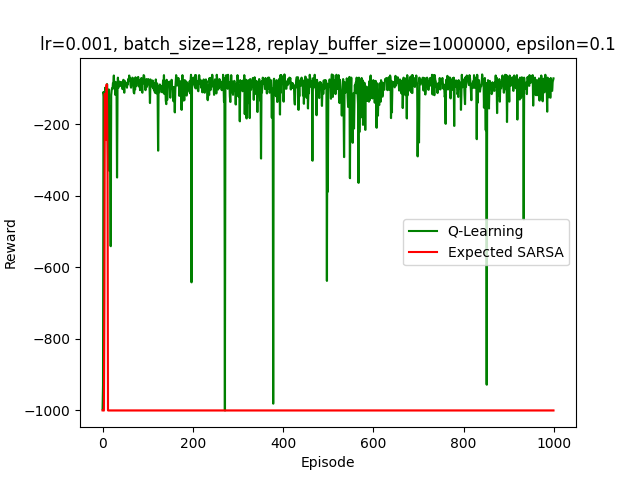 lr=0.001, batch_size=128, replay_buffer_size=1000000, epsilon=0.1
−200
−400
−600
−800
−1000
Reward
Q-Learning
Expected SARSA
0
200
400
600
800
1000
Episode